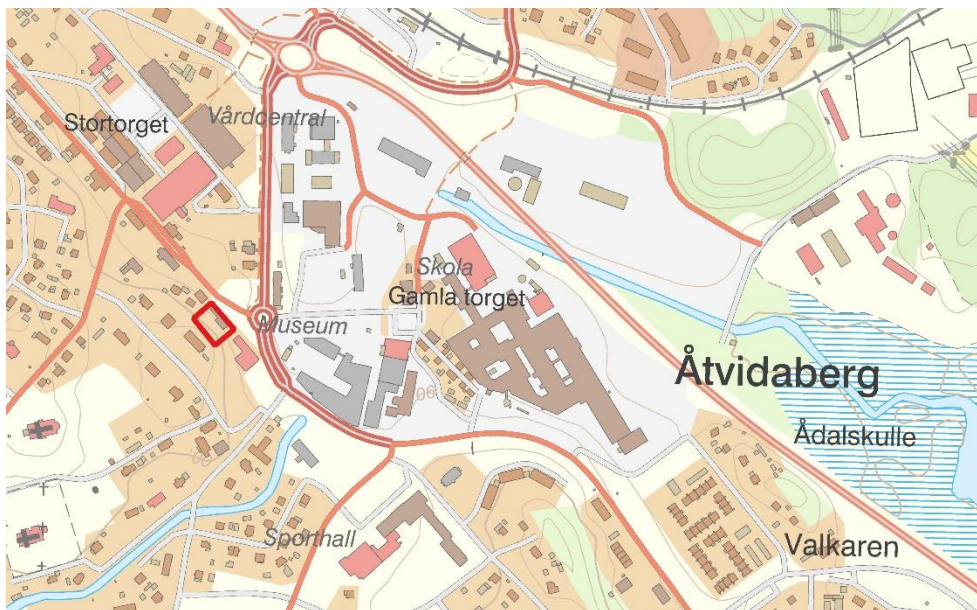 Stortorget
Vårdcentral
Skola
Gamla torget
Museum
Åtvidaberg
Ådalskulle
Sporthall
Valkaren